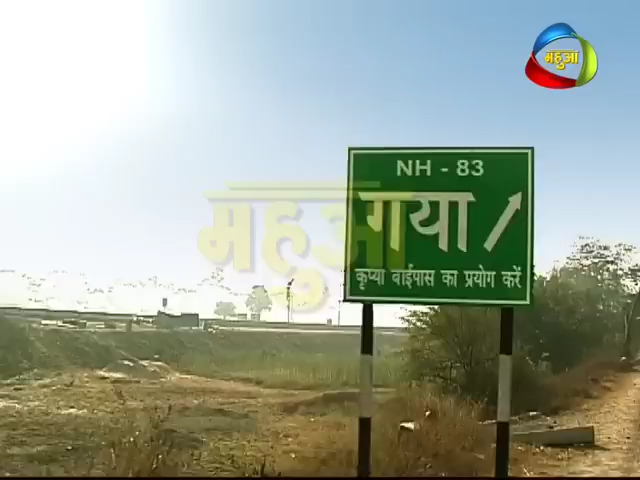 महुआ
NH - 83
गया
महुआ
कृप्या बाईपास का प्रयोग करें